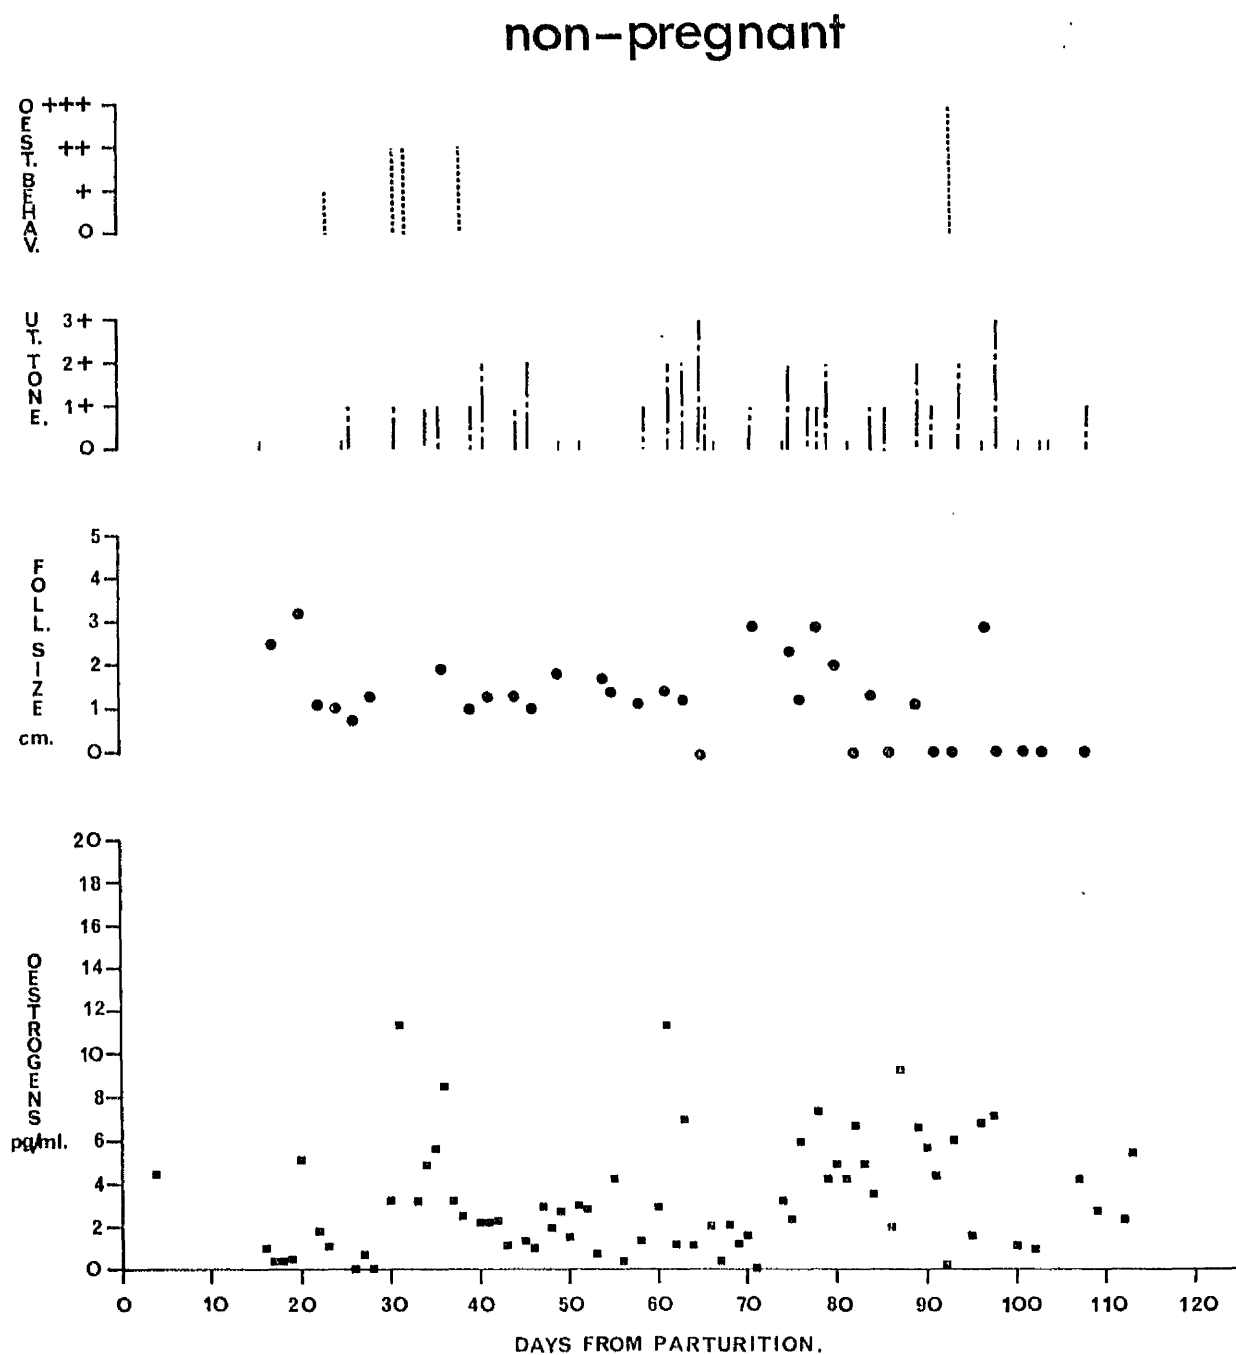 non-pregnant
OEST. BEHAV.
+++
++
+
0
UT. TONE.
3+
2+
1+
0
FOLL. SIZE
cm.
5
4
3
2
1
0
OESTROGENS
pg/ml.
20
18
16
14
12
10
8
6
4
2
0
0 10 20 30 40 50 60 70 80 90 100 110 120
DAYS FROM PARTURITION.